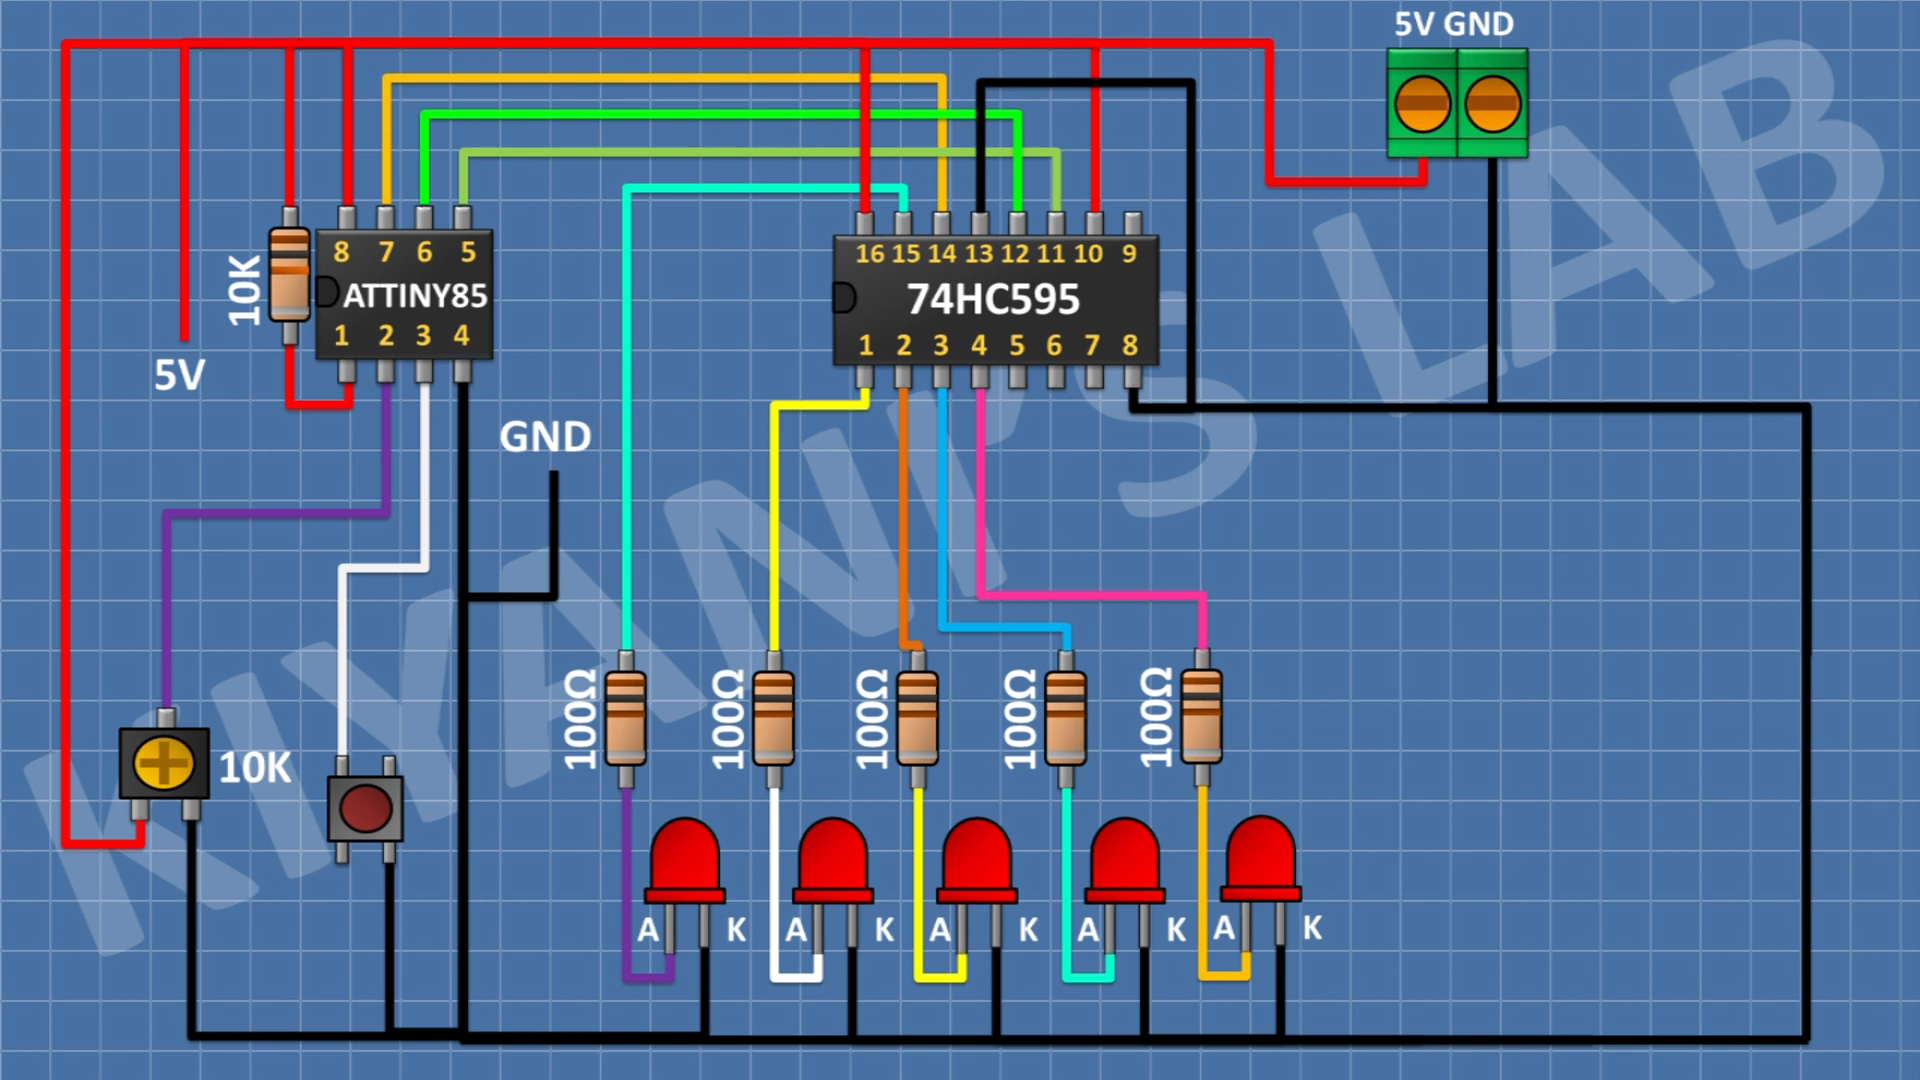 5V GND
8 7 6 5
ATTINY85
1 2 3 4
10K
5V
16 15 14 13 12 11 10 9
74HC595
1 2 3 4 5 6 7 8
GND
10K
100Ω
100Ω
100Ω
100Ω
100Ω
A K
A K
A K
A K
A K
KIYANI'S LAB